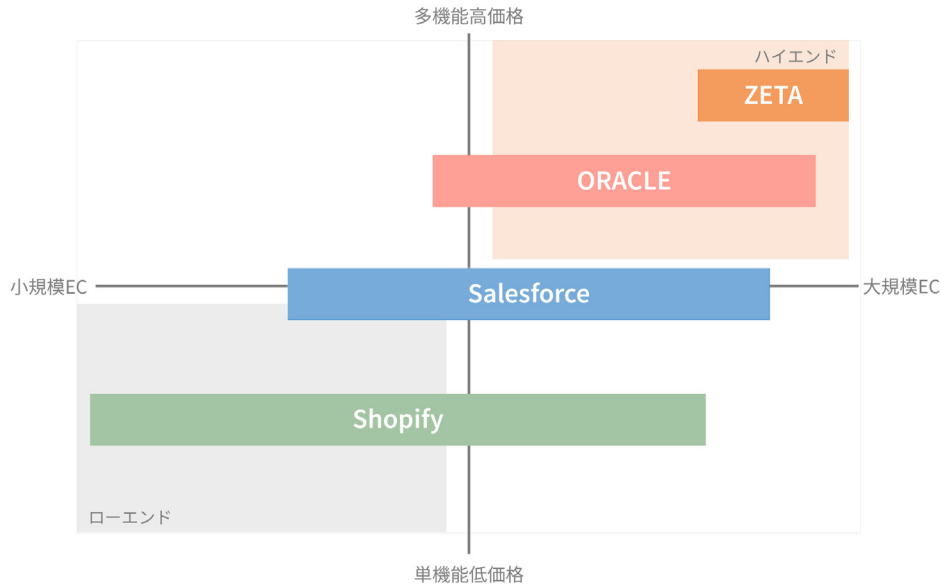 多機能高価格
ハイエンド
ZETA
ORACLE
小規模EC
Salesforce
大規模EC
Shopify
ローエンド
単機能低価格